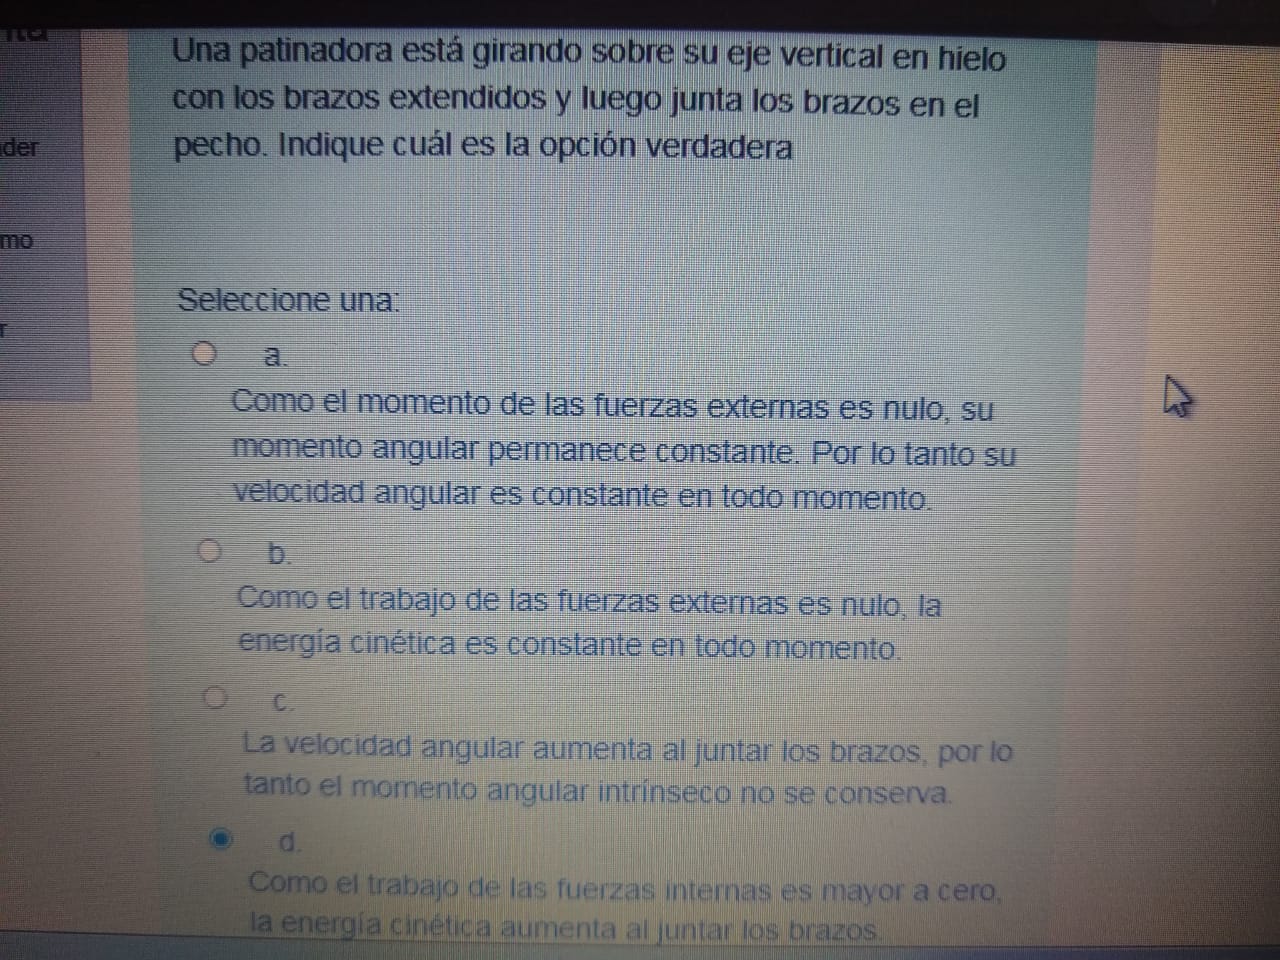 Una patinadora está girando sobre su eje vertical en hielo
con los brazos extendidos y luego junta los brazos en el
der
pecho. Indique cuál es la opción verdadera
mo
Seleccione una:
r
a.
Como el momento de las fuerzas externas es nulo, su
momento angular permanece constante. Por lo tanto su
velocidad angular es constante en todo momento.
b.
Como el trabajo de las fuerzas externas es nulo, la
energía cinética es constante en todo momento.
c.
La velocidad angular aumenta al juntar los brazos, por lo
tanto el momento angular intrínseco no se conserva.
d.
Como el trabajo de las fuerzas internas es mayor a cero,
la energía cinética aumenta al juntar los brazos.